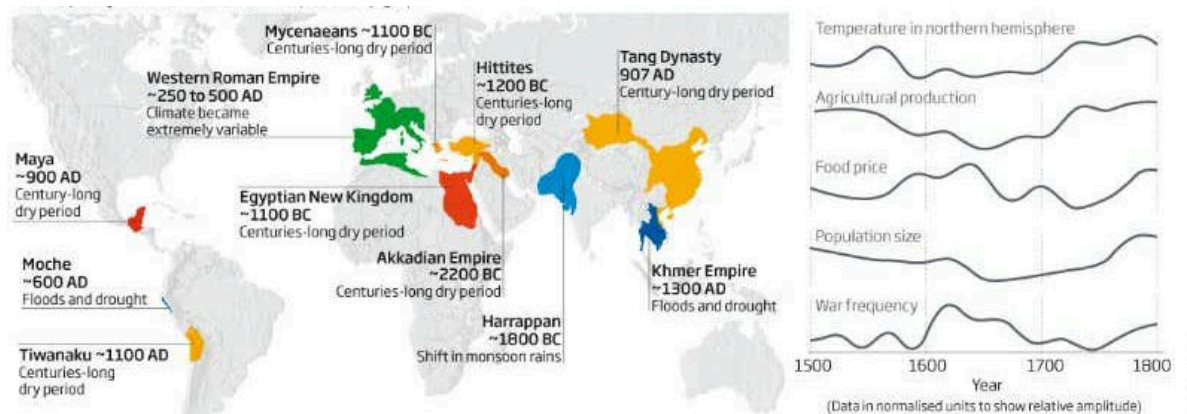 Mycenaeans ~1100 BC
Centuries-long dry period
Western Roman Empire
~250 to 500 AD
Climate became
extremely variable
Hittites
~1200 BC
Centuries-long
dry period
Tang Dynasty
907 AD
Century-long dry period
Maya
~900 AD
Century-long
dry period
Egyptian New Kingdom
~1100 BC
Centuries-long dry period
Moche
~600 AD
Floods and drought
Akkadian Empire
~2200 BC
Centuries-long dry period
Khmer Empire
~1300 AD
Floods and drought
Harrappan
~1800 BC
Shift in monsoon rains
Tiwanaku ~1100 AD
Centuries-long
dry period
Temperature in northern hemisphere
Agricultural production
Food price
Population size
War frequency
1500 1600 1700 1800
Year
(Data in normalised units to show relative amplitude)